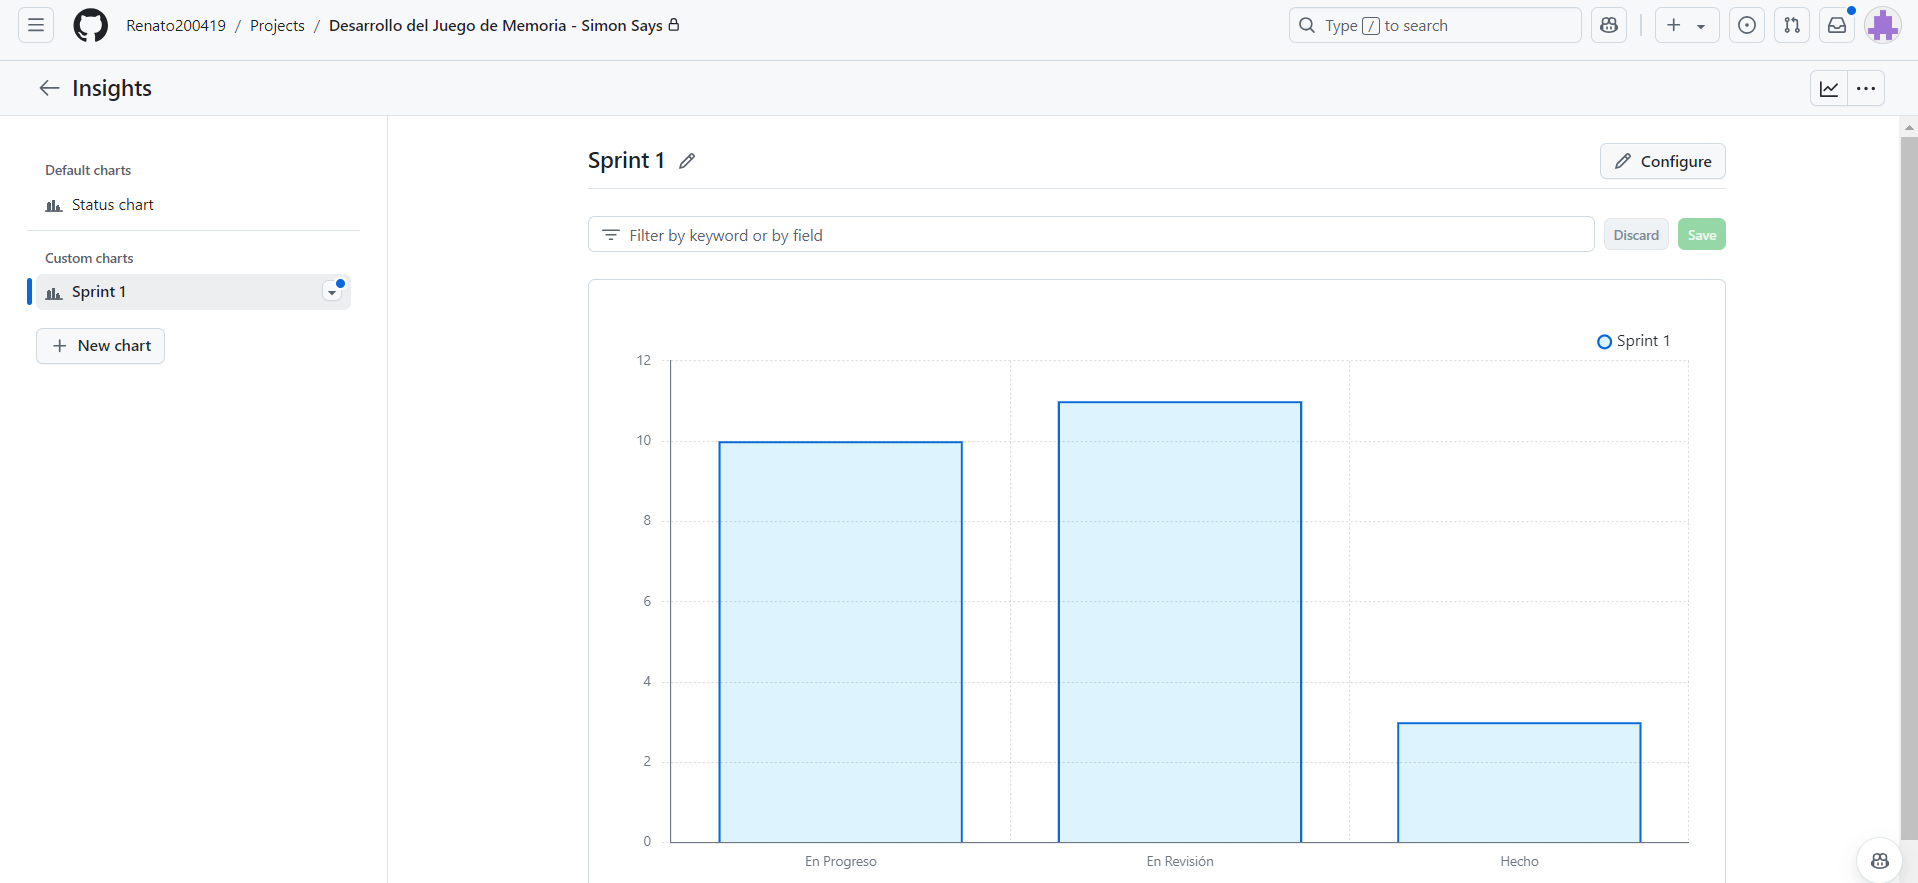 Renato200419 / Projects / Desarrollo del Juego de Memoria - Simon Says
Type / to search
Insights
Default charts
Status chart
Custom charts
Sprint 1
New chart
Sprint 1
Configure
Filter by keyword or by field
Discard
Save
Sprint 1
12
10
8
6
4
2
0
En Progreso
En Revisión
Hecho